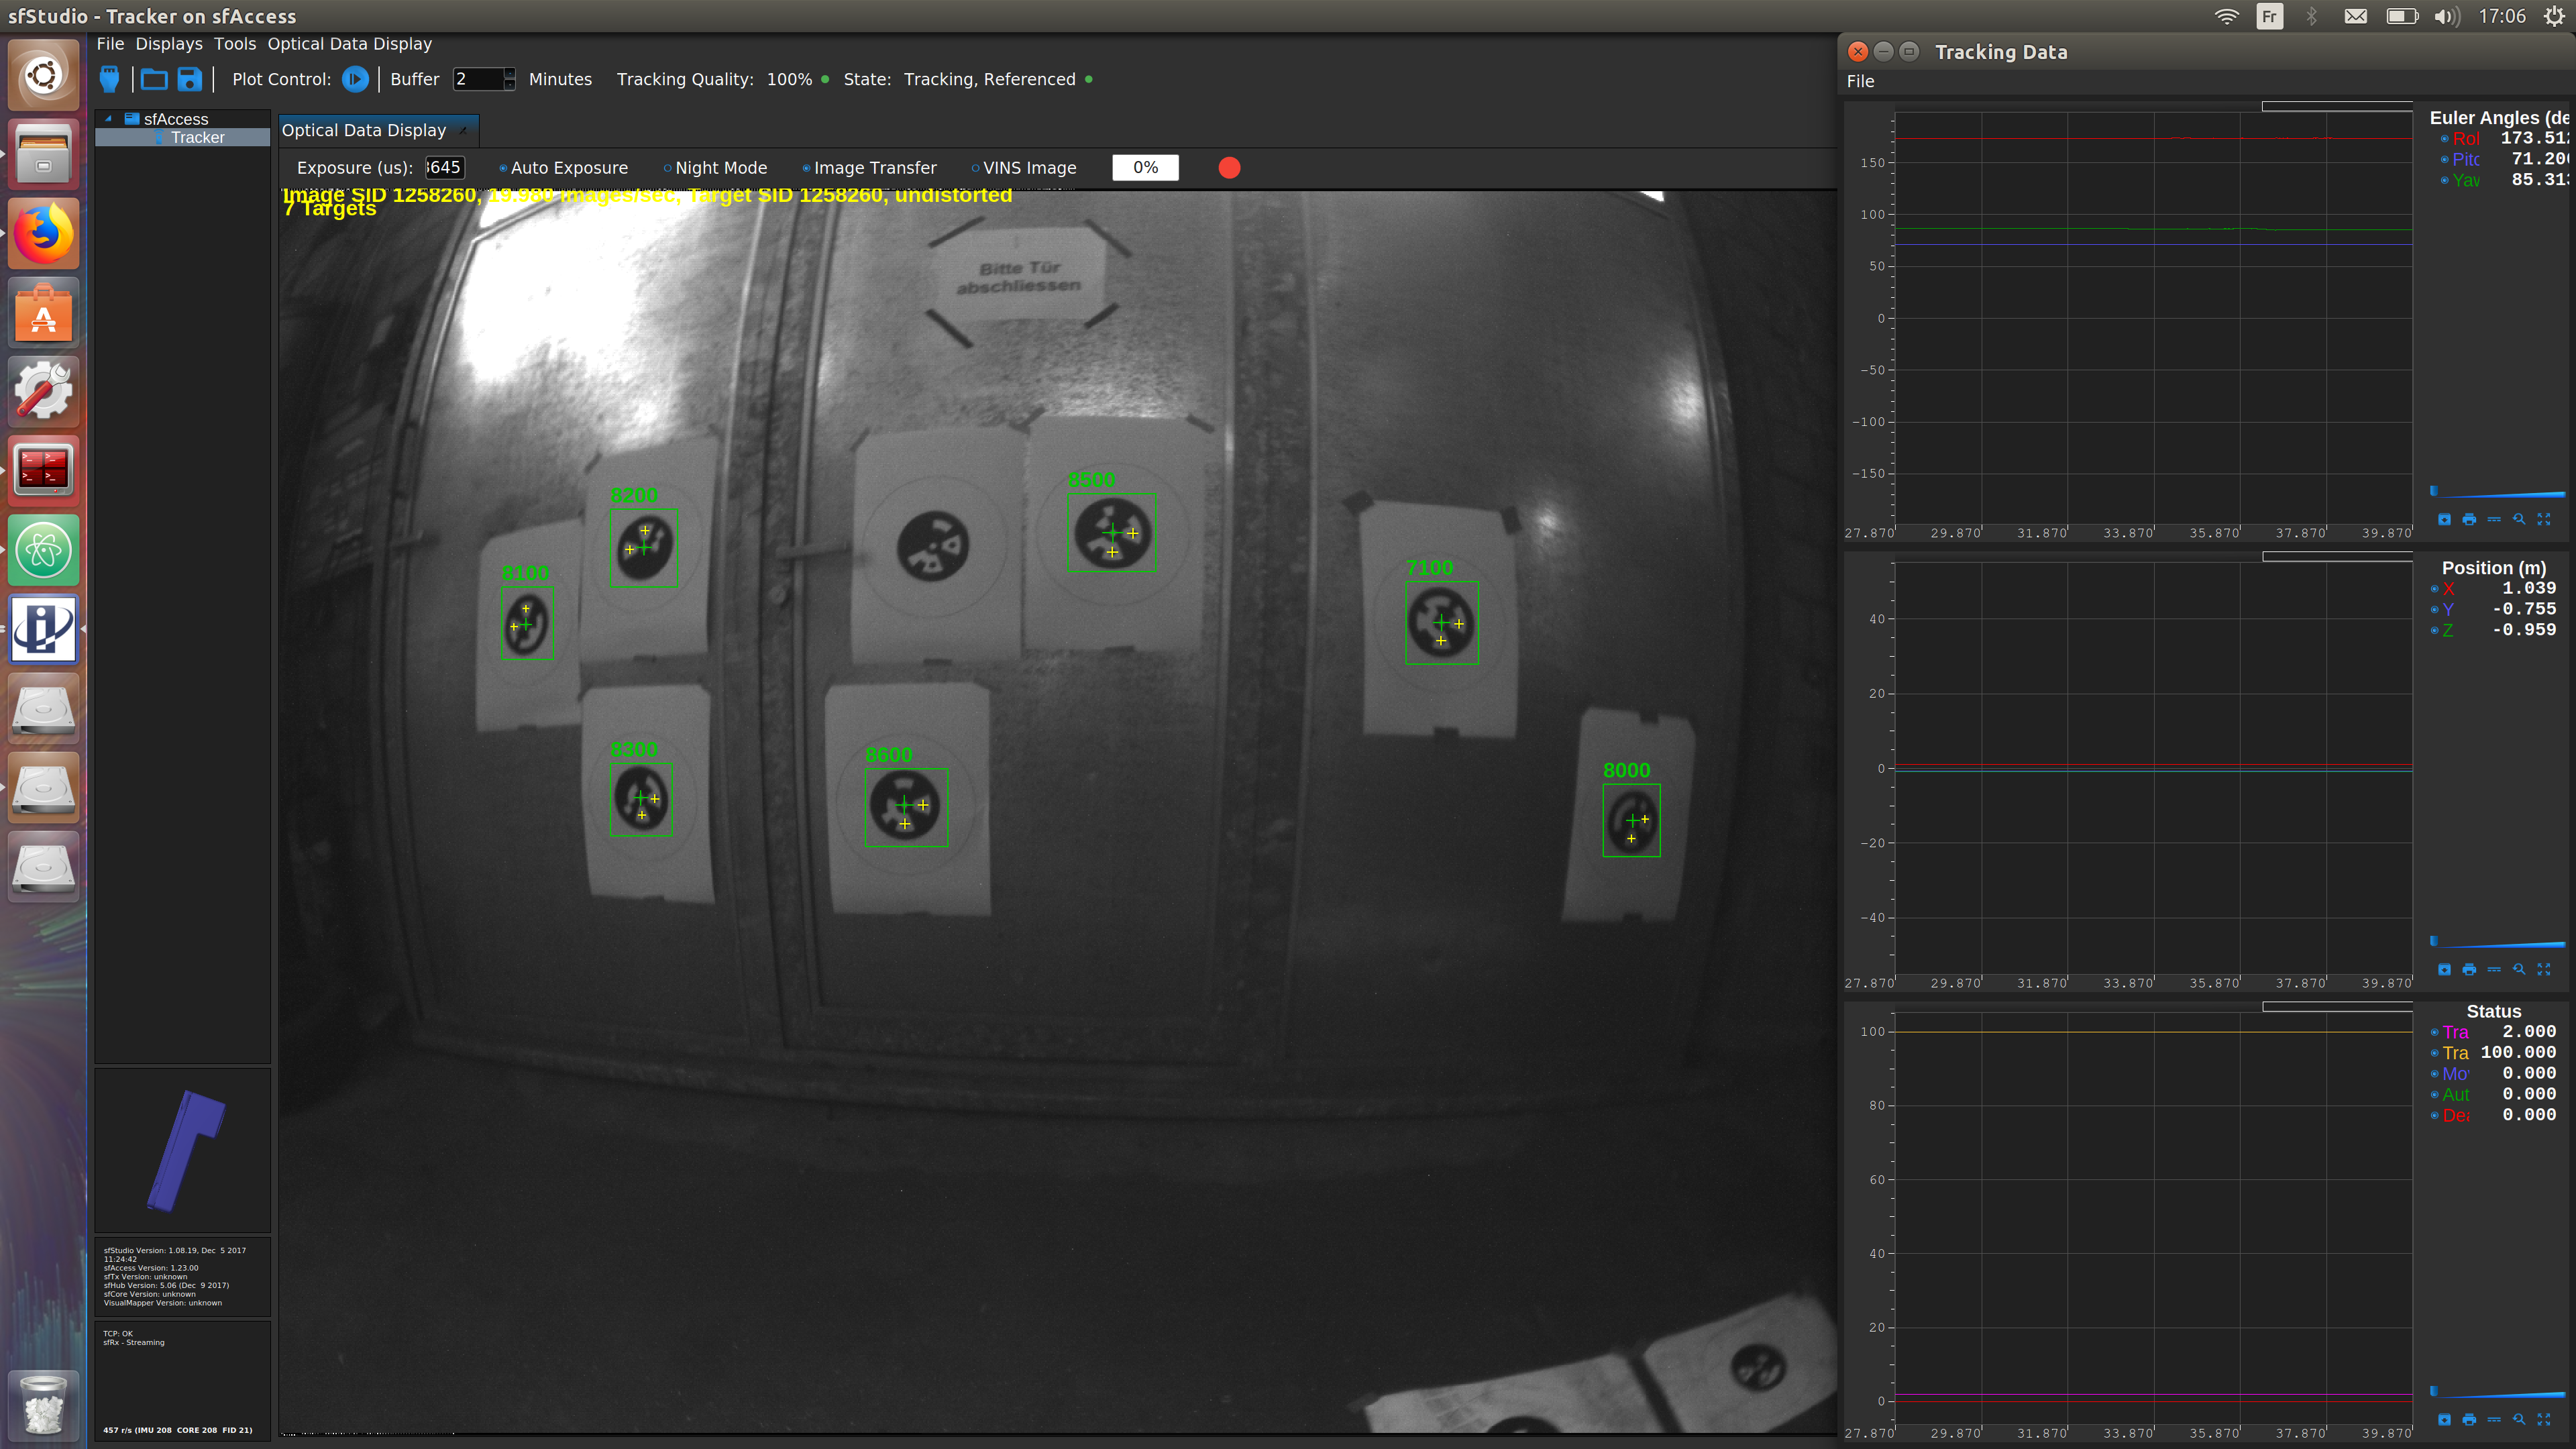 sfStudio - Tracker on sfAccess
Fr
17:06
File Displays Tools Optical Data Display
Plot Control: Buffer 2 Minutes Tracking Quality: 100% State: Tracking, Referenced
sfAccess
Tracker
Optical Data Display
Exposure (us): 645 Auto Exposure Night Mode Image Transfer VINS Image 0%
Image SID 1258260, 19.980 images/sec, Target SID 1258260, undistorted
7 Targets
Bitte Tür
abschliessen
8200
8500
8100
7100
8300
8600
8000
sfStudio Version: 1.08.19, Dec 5 2017
11:24:42
sfAccess Version: 1.23.00
sfTx Version: unknown
sfHub Version: 5.06 (Dec 9 2017)
sfCore Version: unknown
VisualMapper Version: unknown
TCP: OK
sfRx - Streaming
457 r/s (IMU 208 CORE 208 FID 21)
Tracking Data
File
150
100
50
0
-50
-100
-150
27.870 29.870 31.870 33.870 35.870 37.870 39.870
Euler Angles (de
Rol 173.512
Pitc 71.200
Yaw 85.313
40
20
0
-20
-40
27.870 29.870 31.870 33.870 35.870 37.870 39.870
Position (m)
X 1.039
Y -0.755
Z -0.959
100
80
60
40
20
0
27.870 29.870 31.870 33.870 35.870 37.870 39.870
Status
Tra 2.000
Tra 100.000
Mo 0.000
Aut 0.000
Dea 0.000